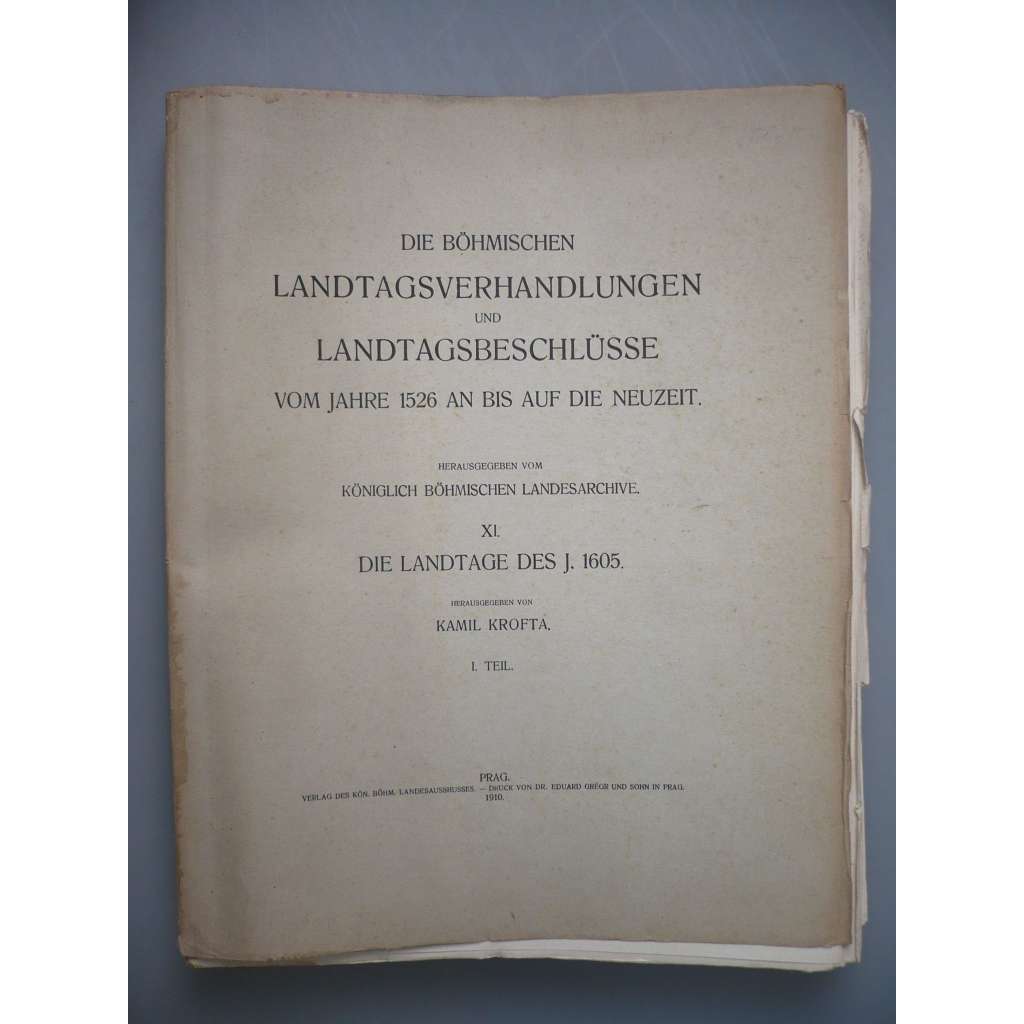 DIE BÖHMISCHEN
LANDTAGSVERHANDLUNGEN
UND
LANDTAGSBESCHLÜSSE
VOM JAHRE 1526 AN BIS AUF DIE NEUZEIT.
HERAUSGEGEBEN VOM
KÖNIGLICH BÖHMISCHEN LANDESARCHIVE.
XI.
DIE LANDTAGE DES J. 1605.
HERAUSGEGEBEN VON
KAMIL KROFTA.
I. TEIL.
PRAG.
VERLAG DES KÖN. BÖHM. LANDESAUSSHUSSES. — DRUCK VON DR. EDUARD GRÉGR UND SOHN IN PRAG.
1910.